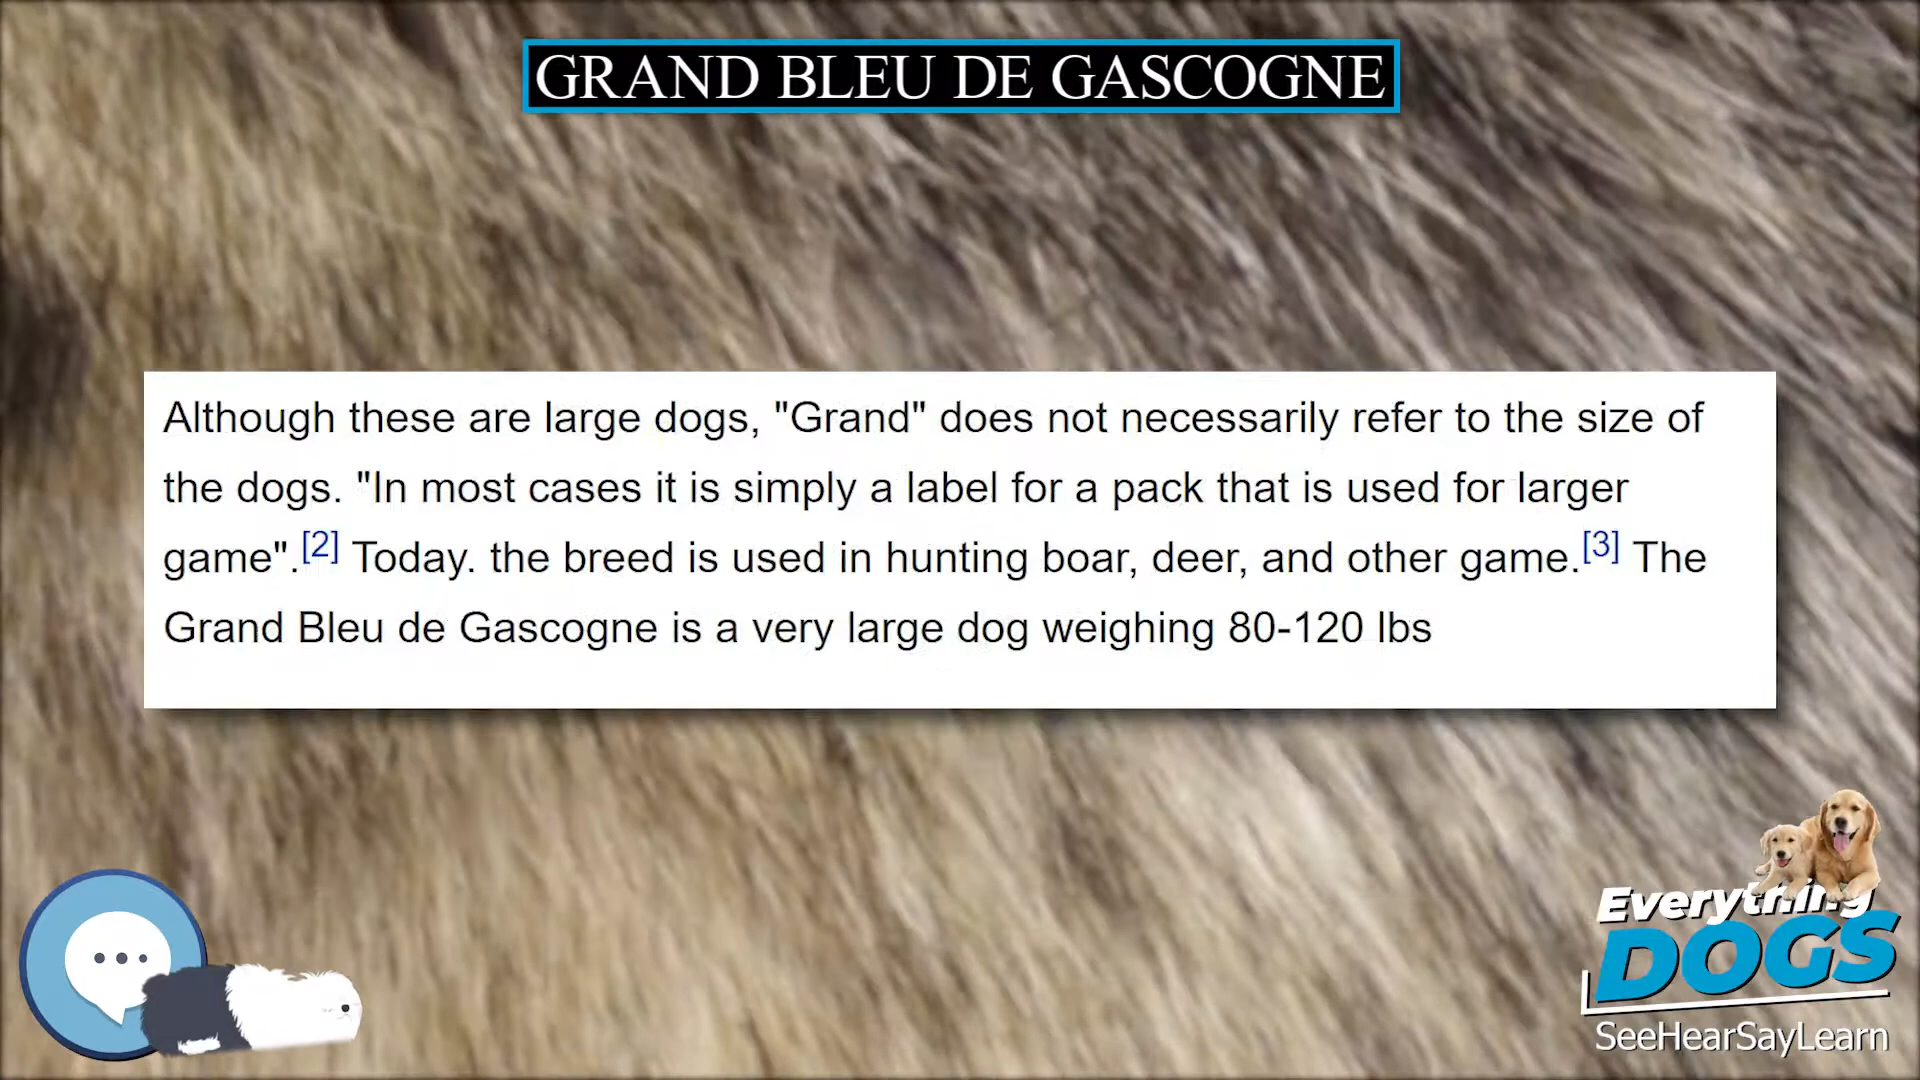 GRAND BLEU DE GASCOGNE
Although these are large dogs, "Grand" does not necessarily refer to the size of
the dogs. "In most cases it is simply a label for a pack that is used for larger
game".[2] Today. the breed is used in hunting boar, deer, and other game.[3] The
Grand Bleu de Gascogne is a very large dog weighing 80-120 lbs
Everything
DOGS
SeeHearSayLearn